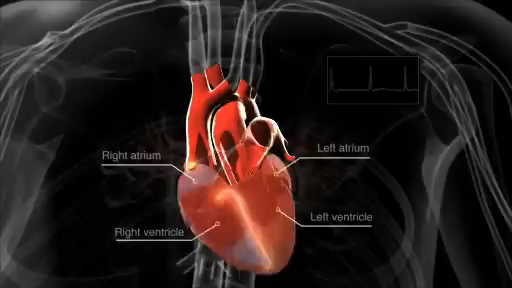 Right atrium
Left atrium
Right ventricle
Left ventricle